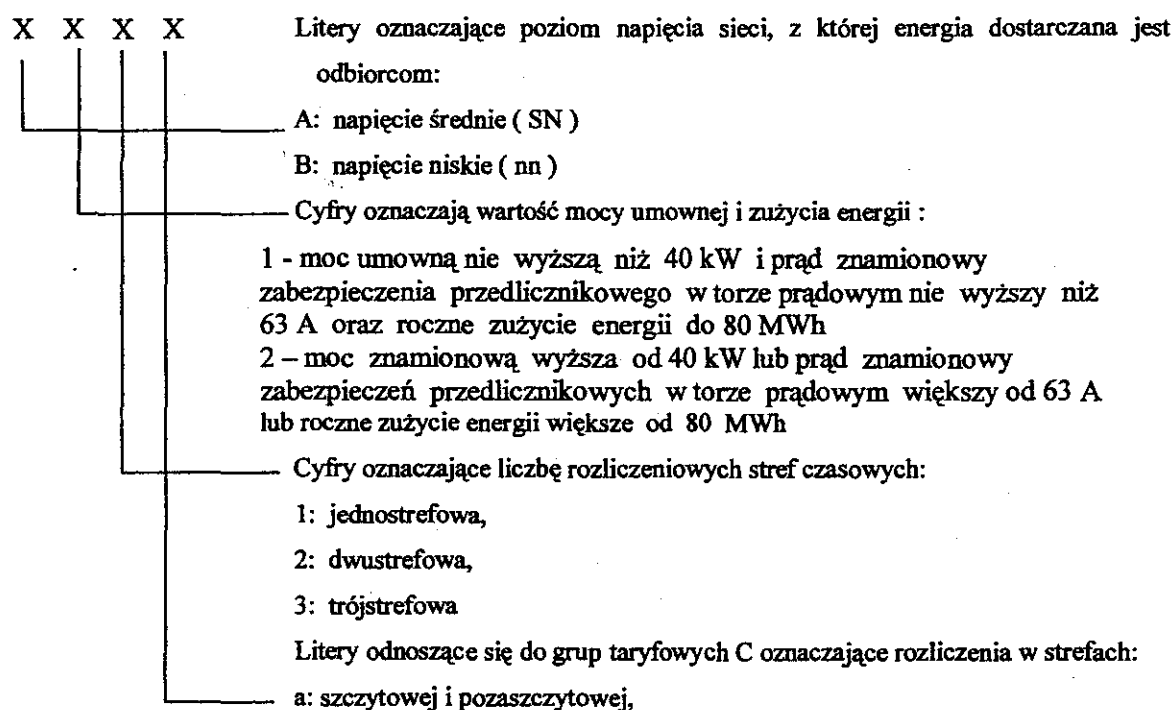 X X X X Litery oznaczające poziom napięcia sieci, z której energia dostarczana jest
odbiorcom:
A: napięcie średnie ( SN )
B: napięcie niskie ( nn )
Cyfry oznaczają wartość mocy umownej i zużycia energii :
1 - moc umowną nie wyższą niż 40 kW i prąd znamionowy
zabezpieczenia przedlicznikowego w torze prądowym nie wyższy niż
63 A oraz roczne zużycie energii do 80 MWh
2 – moc znamionową wyższa od 40 kW lub prąd znamionowy
zabezpieczeń przedlicznikowych w torze prądowym większy od 63 A
lub roczne zużycie energii większe od 80 MWh
Cyfry oznaczające liczbę rozliczeniowych stref czasowych:
1: jednostrefowa,
2: dwustrefowa,
3: trójstrefowa
Litery odnoszące się do grup taryfowych C oznaczające rozliczenia w strefach:
a: szczytowej i pozaszczytowej,